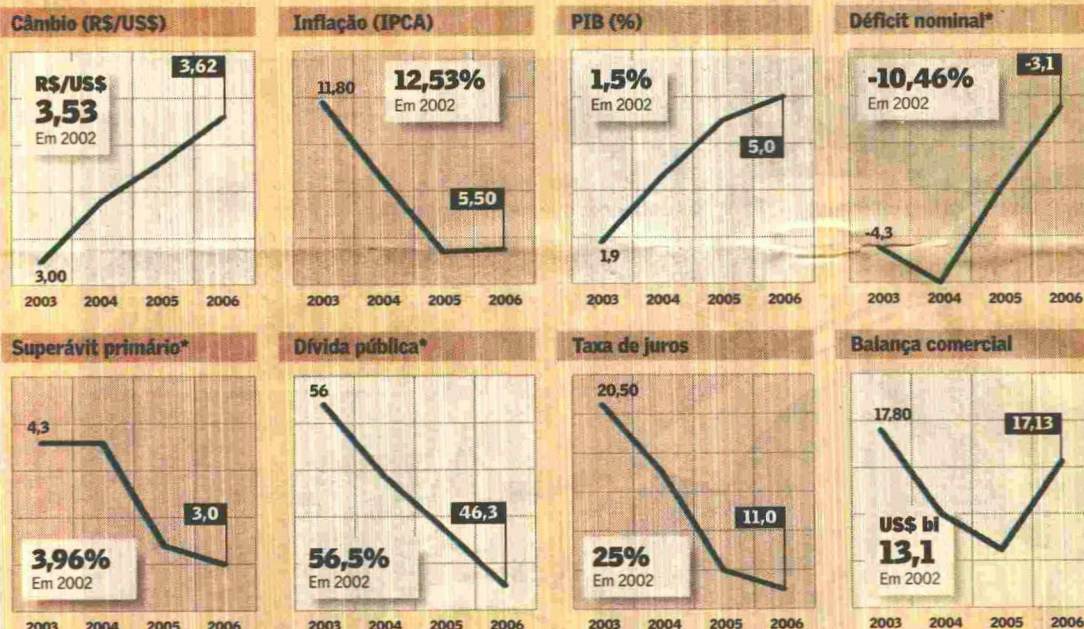 Câmbio (R$/US$)
R$/US$
3,53
Em 2002
3,62
3,00
2003 2004 2005 2006
Inflação (IPCA)
11,80
12,53%
Em 2002
5,50
2003 2004 2005 2006
PIB (%)
1,5%
Em 2002
5,0
1,9
2003 2004 2005 2006
Déficit nominal*
-10,46%
Em 2002
-3,1
-4,3
2003 2004 2005 2006
Superávit primário*
4,3
3,0
3,96%
Em 2002
2003 2004 2005 2006
Dívida pública*
56
46,3
56,5%
Em 2002
2003 2004 2005 2006
Taxa de juros
20,50
11,0
25%
Em 2002
2003 2004 2005 2006
Balança comercial
17,80
17,13
US$ bi
13,1
Em 2002
2003 2004 2005 2006